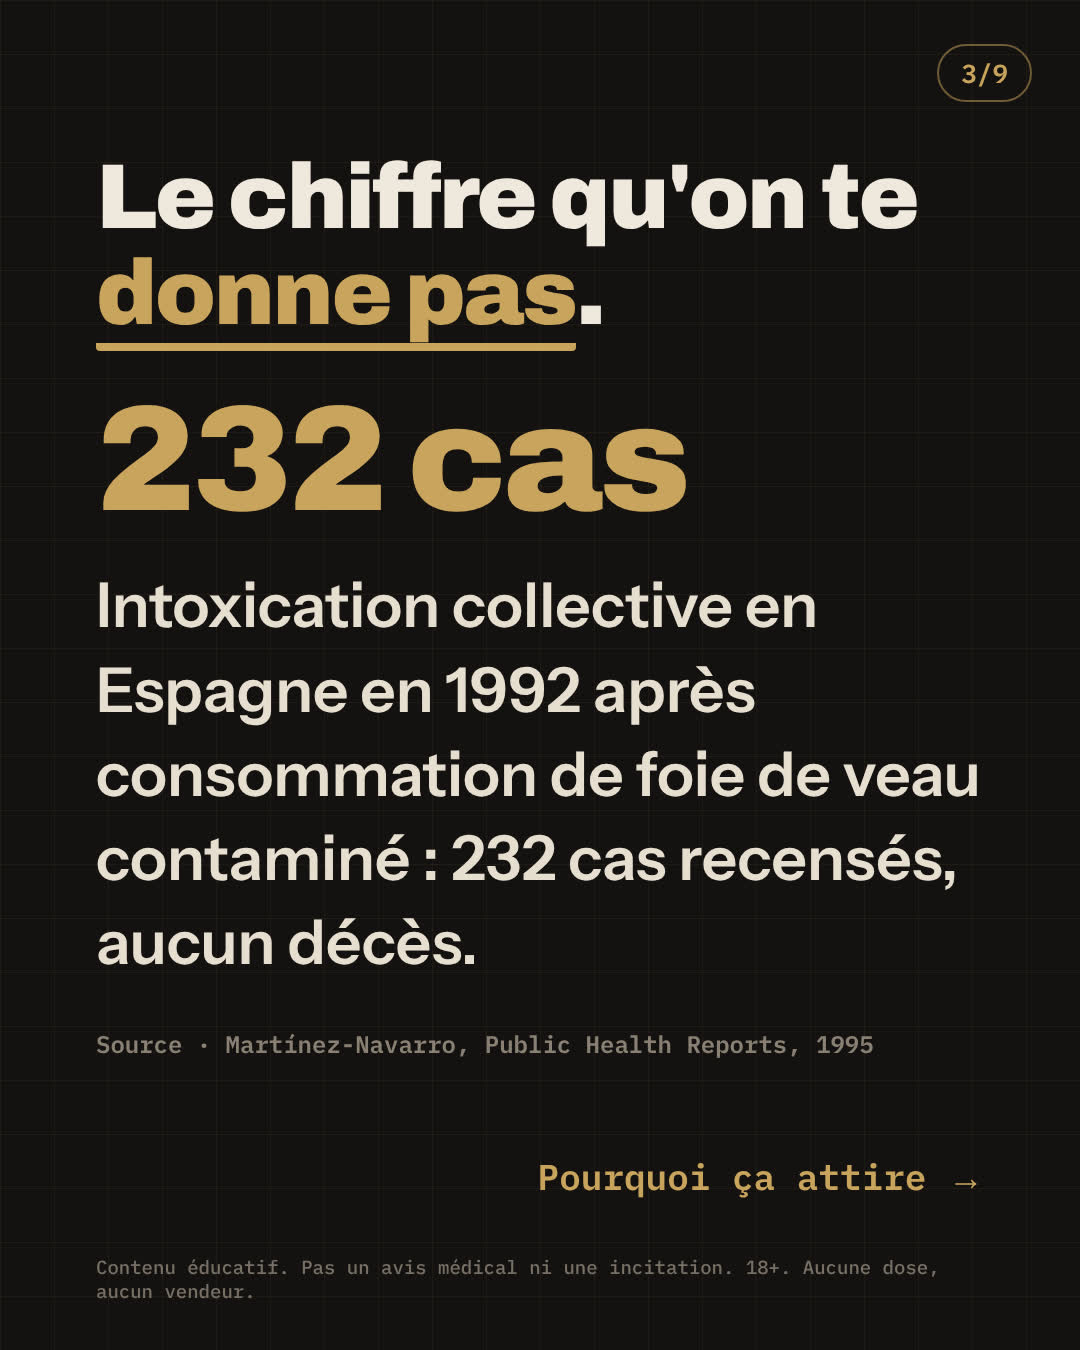 3/9
Le chiffre qu'on te
donne pas.
232 cas
Intoxication collective en
Espagne en 1992 après
consommation de foie de veau
contaminé : 232 cas recensés,
aucun décès.
Source · Martínez-Navarro, Public Health Reports, 1995
Pourquoi ça attire →
Contenu éducatif. Pas un avis médical ni une incitation. 18+. Aucune dose,
aucun vendeur.